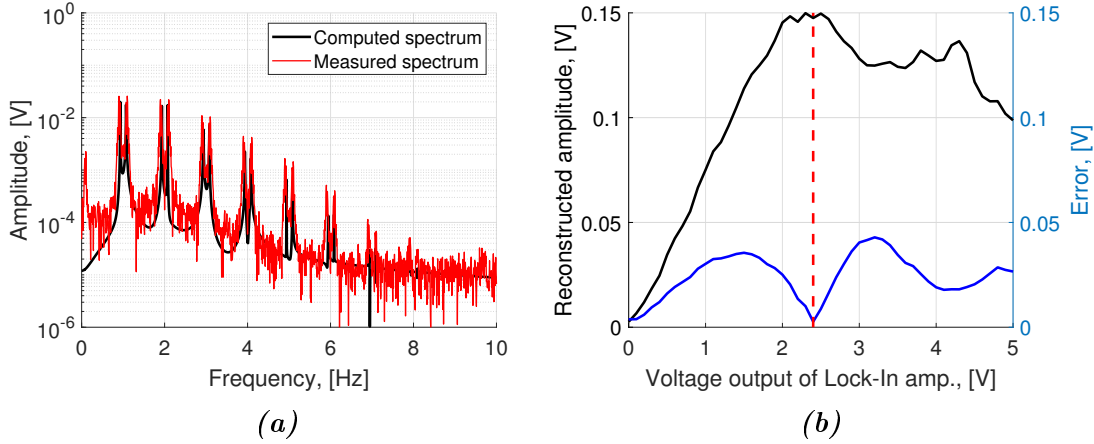 10^0
10^-2
10^-4
10^-6
Amplitude, [V]
Computed spectrum
Measured spectrum
0 2 4 6 8 10
Frequency, [Hz]
(a)
0.15
0.1
0.05
0
Reconstructed amplitude, [V]
0.15
0.1
0.05
0
Error, [V]
0 1 2 3 4 5
Voltage output of Lock-In amp., [V]
(b)